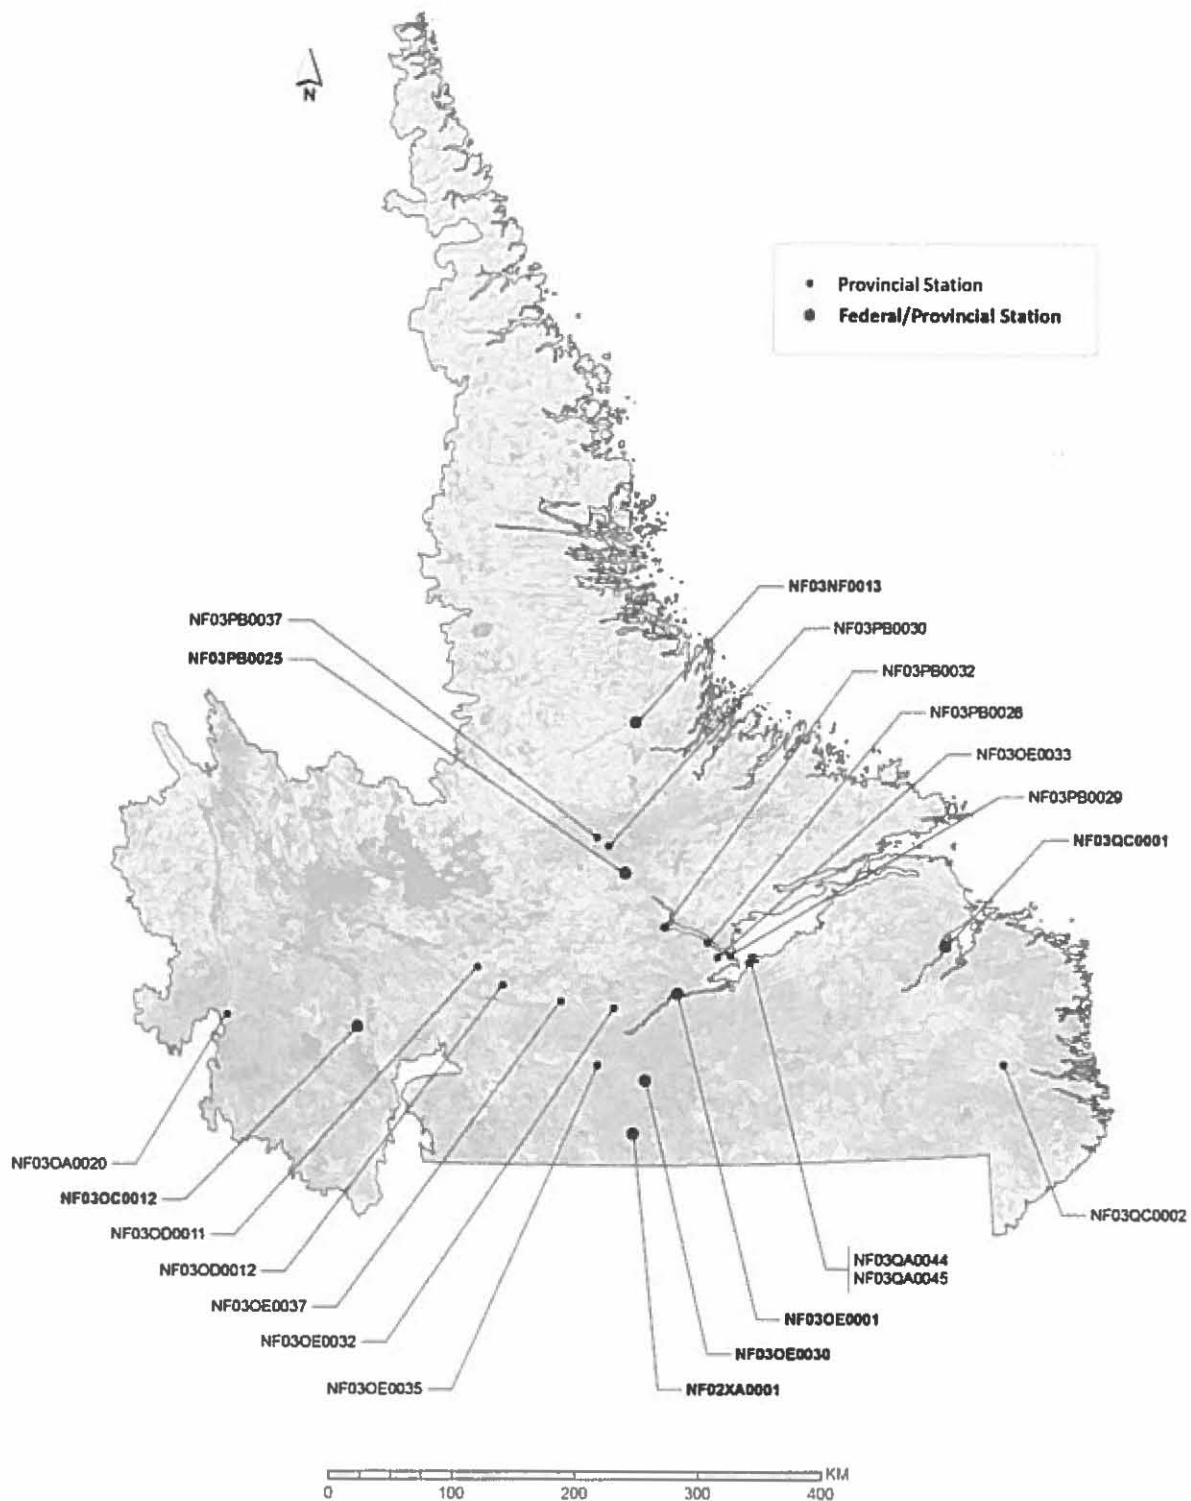 N
Provincial Station
Federal/Provincial Station
NF03NF0013
NF03PB0037
NF03PB0030
NF03PB0025
NF03PB0032
NF03PB0026
NF03OE0033
NF03PB0029
NF03QC0001
NF03OA0020
NF03OC0012
NF03OD0011
NF03OD0012
NF03OE0037
NF03OE0032
NF03OE0035
NF03QC0002
NF03QA0044
NF03QA0045
NF03OE0001
NF03OE0030
NF02XA0001
KM
0 100 200 300 400